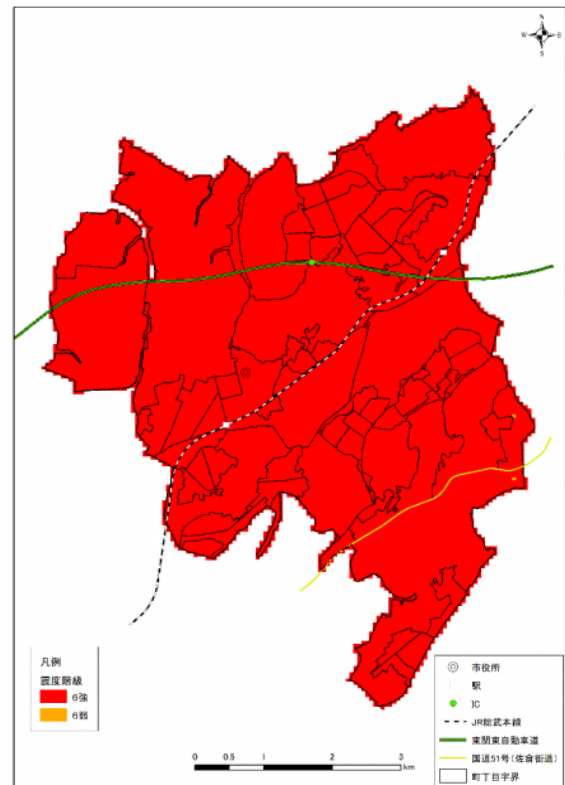 N
W E
S
凡例
震度階級
6強
6弱
市役所
駅
IC
JR総武本線
東関東自動車道
国道51号(佐倉街道)
町丁目字界
0 0.5 1 2 3
km